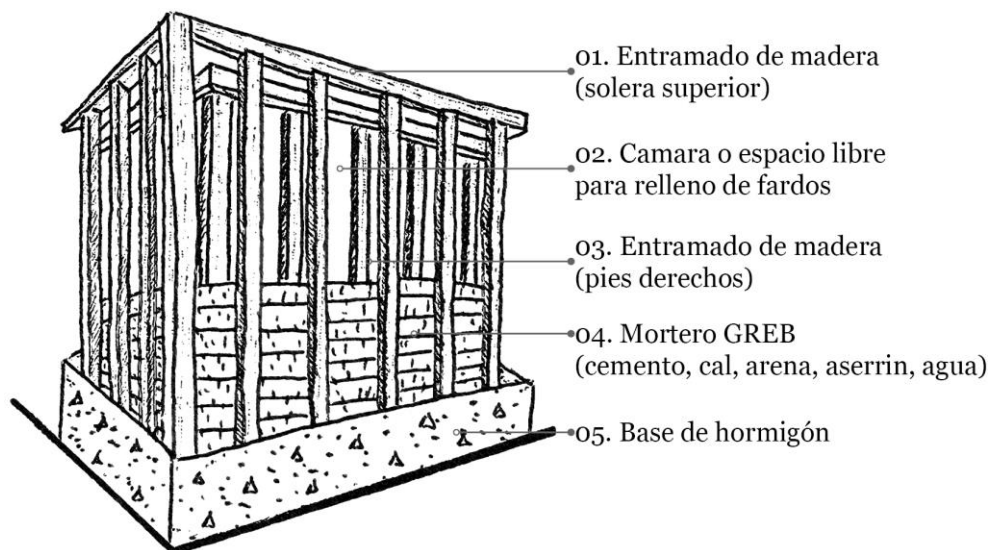 01. Entramado de madera
(solera superior)
02. Camara o espacio libre
para relleno de fardos
03. Entramado de madera
(pies derechos)
04. Mortero GREB
(cemento, cal, arena, aserrin, agua)
05. Base de hormigón